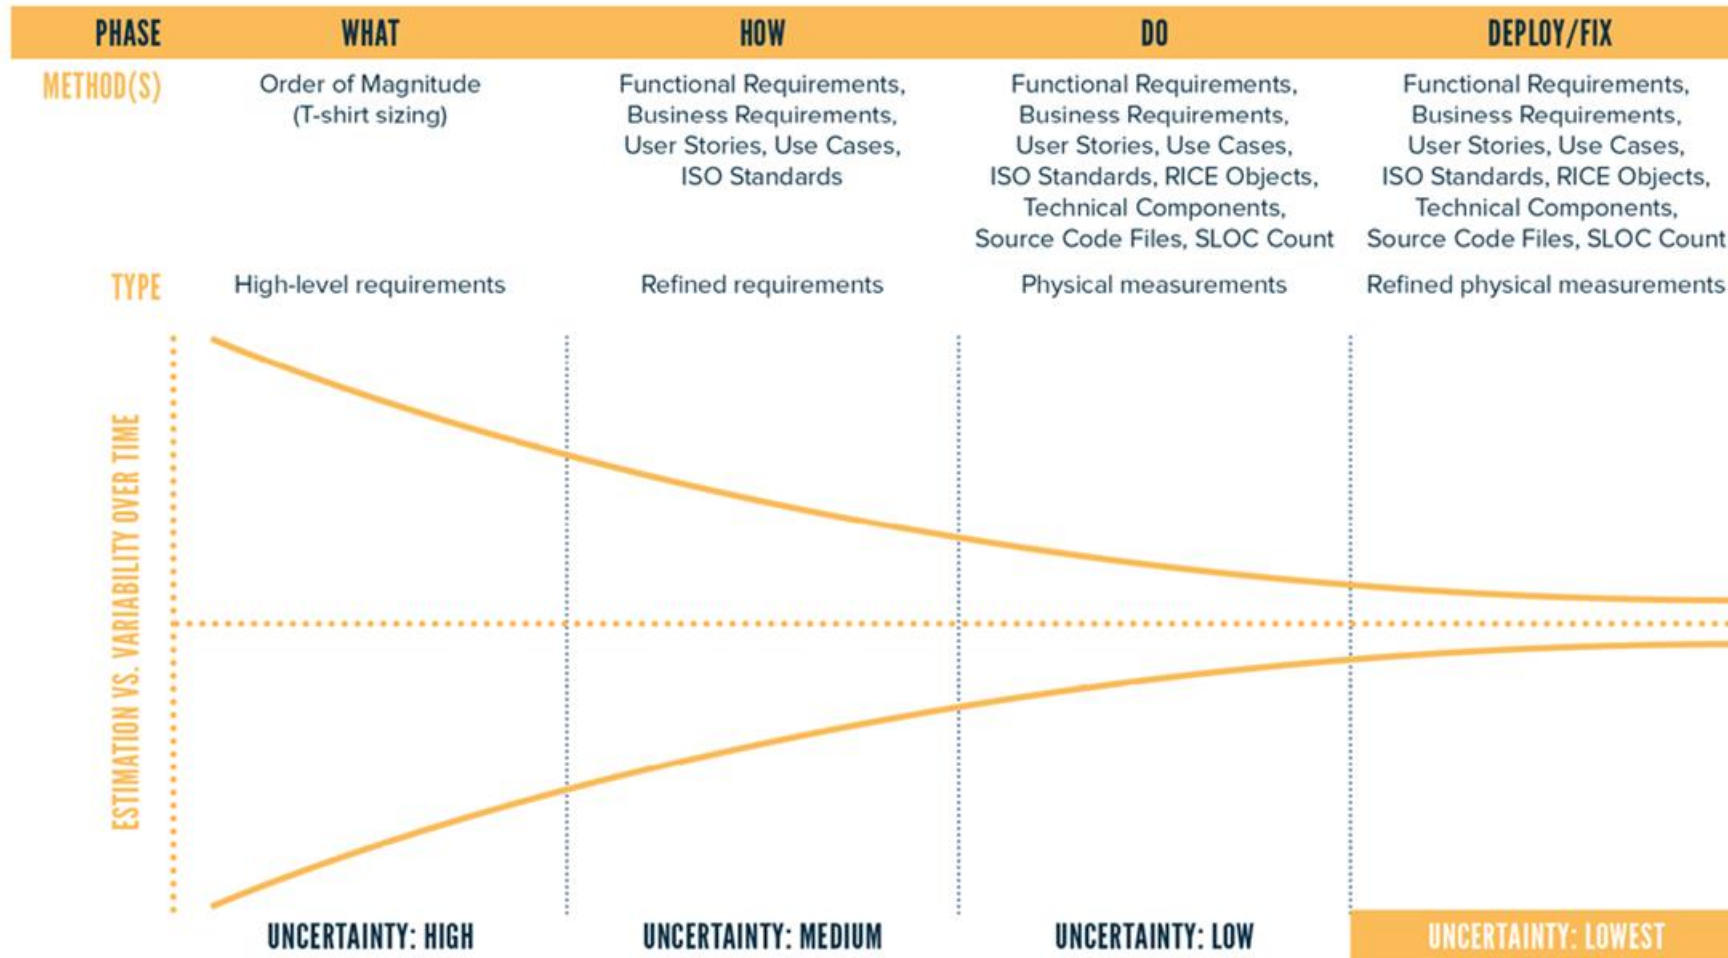 PHASE WHAT HOW DO DEPLOY/FIX
METHOD(S)
Order of Magnitude
(T-shirt sizing)
Functional Requirements,
Business Requirements,
User Stories, Use Cases,
ISO Standards
Functional Requirements,
Business Requirements,
User Stories, Use Cases,
ISO Standards, RICE Objects,
Technical Components,
Source Code Files, SLOC Count
Functional Requirements,
Business Requirements,
User Stories, Use Cases,
ISO Standards, RICE Objects,
Technical Components,
Source Code Files, SLOC Count
TYPE High-level requirements Refined requirements Physical measurements Refined physical measurements
ESTIMATION VS. VARIABILITY OVER TIME
UNCERTAINTY: HIGH UNCERTAINTY: MEDIUM UNCERTAINTY: LOW UNCERTAINTY: LOWEST